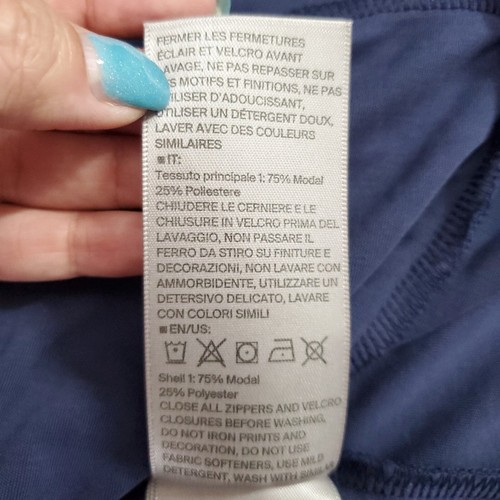 FERMER LES FERMETURES
ÉCLAIR ET VELCRO AVANT
LAVAGE, NE PAS REPASSER SUR
MOTIFS ET FINITIONS, NE PAS
D'ADOUCISSANT,
UTILISER UN DÉTERGENT DOUX,
LAVER AVEC DES COULEURS
SIMILAIRES
IT:
Tessuto principale 1: 75% Modal
25% Poliestere
CHIUDERE LE CERNIERE E LE
CHIUSURE IN VELCRO PRIMA DEL
LAVAGGIO, NON PASSARE IL
FERRO DA STIRO SU FINITURE E
DECORAZIONI, NON LAVARE CON
AMMORBIDENTE, UTILIZZARE UN
DETERSIVO DELICATO, LAVARE
CON COLORI SIMILI
EN/US:
Shell 1: 75% Modal
25% Polyester
CLOSE ALL ZIPPERS AND VELCRO
CLOSURES BEFORE WASHING,
DO NOT IRON PRINTS AND
DECORATION, DO NOT USE
FABRIC SOFTENERS, USE MILD
DETERGENT, WASH WITH SIMILAR